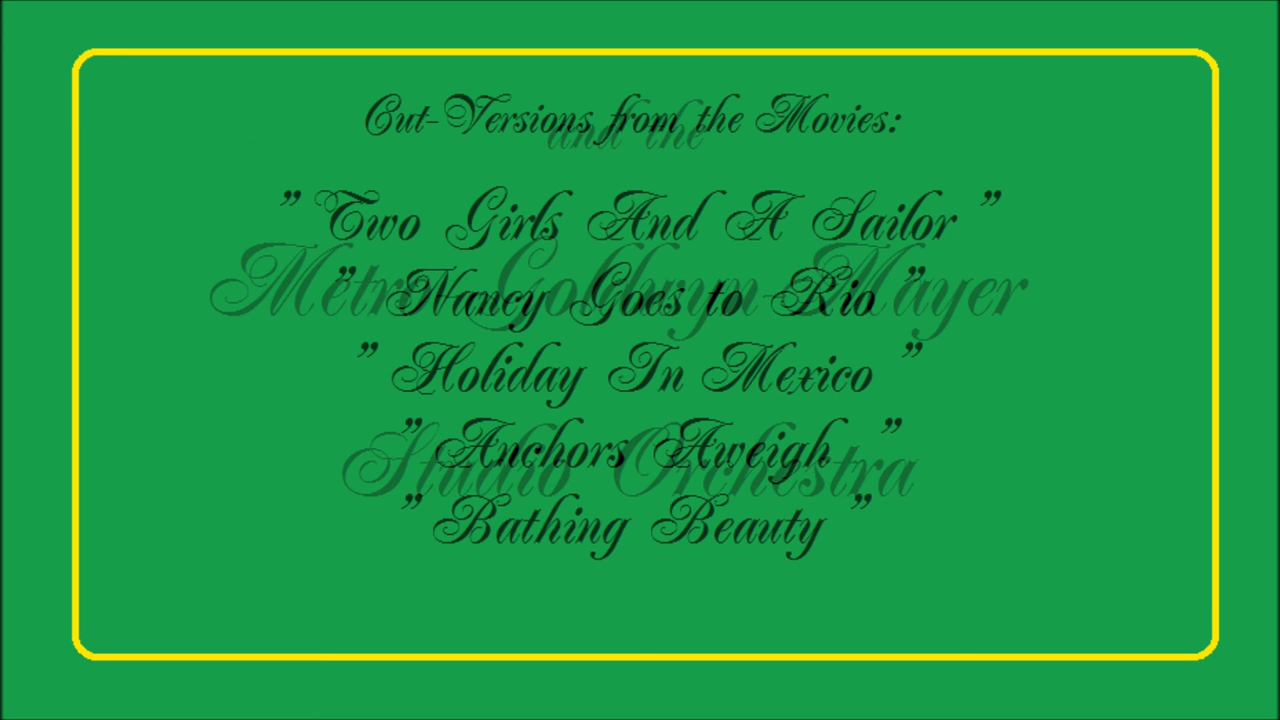 Cut-Versions from the Movies:
and the
" Two Girls And A Sailor "
Metro-Goldwyn-Mayer
" Nancy Goes to Rio "
" Holiday In Mexico "
" Anchors Aweigh "
Studio Orchestra
" Bathing Beauty "